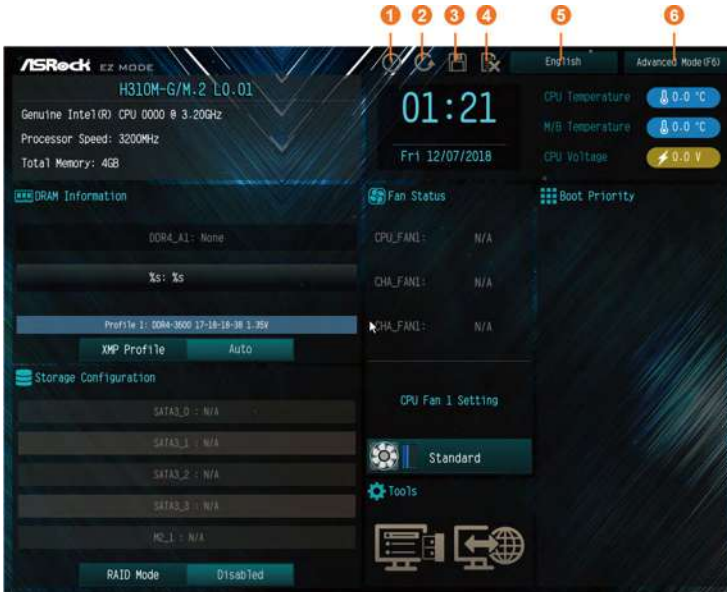 1 2 3 4 5 6
ASRock EZ MODE
English
Advanced Mode(F6)
H310M-G/M.2 L0.01
Genuine Intel(R) CPU 0000 @ 3.20GHz
Processor Speed: 3200MHz
Total Memory: 4GB
01:21
Fri 12/07/2018
CPU Temperature 0.0 °C
M/B Temperature 0.0 °C
CPU Voltage 0.0 V
DRAM Information
DDR4_A1: None
%s: %s
Profile 1: DDR4-3600 17-18-18-38 1.35V
XMP Profile Auto
Storage Configuration
SATA3_0 : N/A
SATA3_1 : N/A
SATA3_2 : N/A
SATA3_3 : N/A
M2_1 : N/A
RAID Mode Disabled
Fan Status
CPU_FAN1: N/A
CHA_FAN1: N/A
CHA_FAN1: N/A
CPU Fan 1 Setting
Standard
Tools
Boot Priority